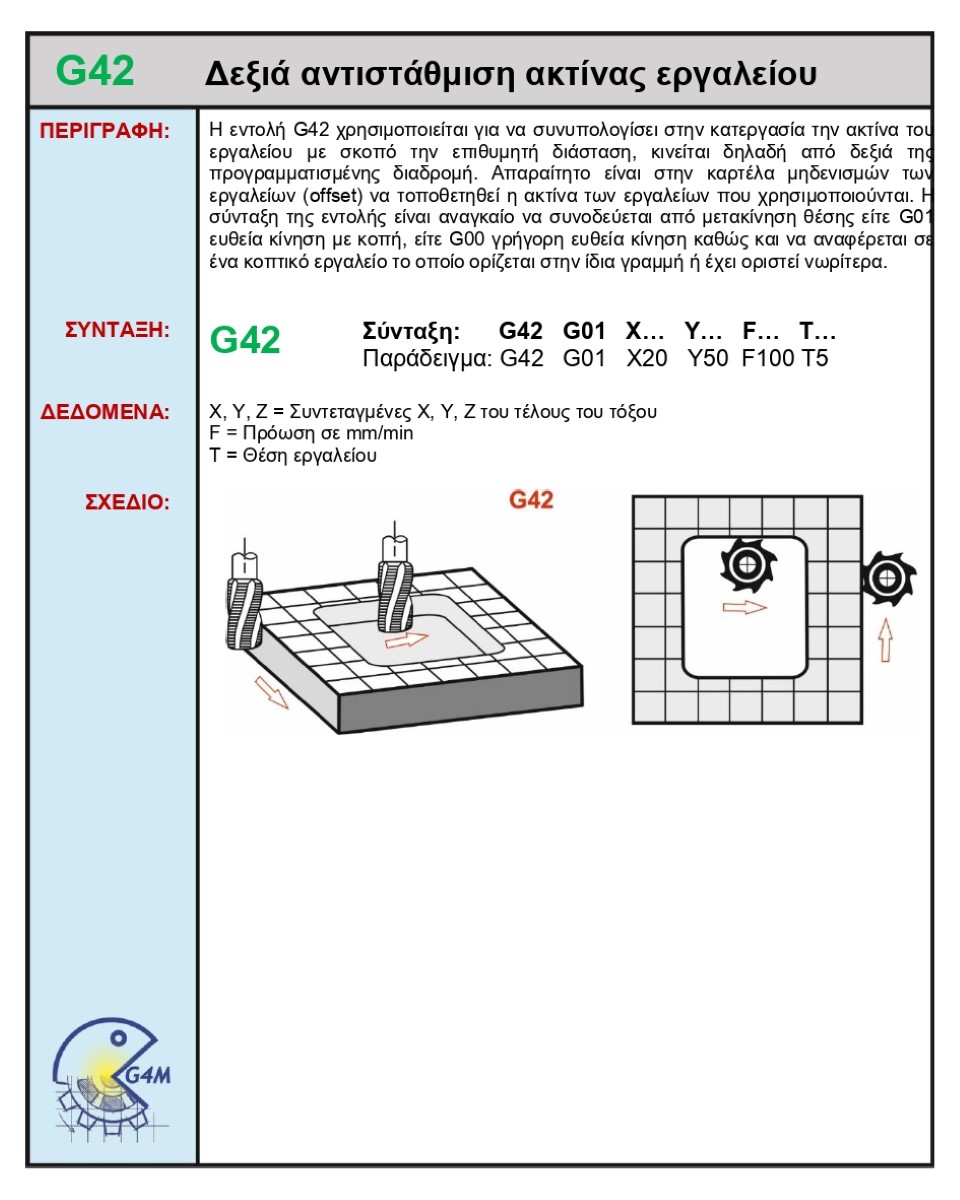 G42 Δεξιά αντιστάθμιση ακτίνας εργαλείου
ΠΕΡΙΓΡΑΦΗ:
Η εντολή G42 χρησιμοποιείται για να συνυπολογίσει στην κατεργασία την ακτίνα του
εργαλείου με σκοπό την επιθυμητή διάσταση, κινείται δηλαδή από δεξιά της
προγραμματισμένης διαδρομή. Απαραίτητο είναι στην καρτέλα μηδενισμών των
εργαλείων (offset) να τοποθετηθεί η ακτίνα των εργαλείων που χρησιμοποιούνται. Η
σύνταξη της εντολής είναι αναγκαίο να συνοδεύεται από μετακίνηση θέσης είτε G01
ευθεία κίνηση με κοπή, είτε G00 γρήγορη ευθεία κίνηση καθώς και να αναφέρεται σε
ένα κοπτικό εργαλείο το οποίο ορίζεται στην ίδια γραμμή ή έχει οριστεί νωρίτερα.
ΣΥΝΤΑΞΗ:
G42
Σύνταξη: G42 G01 X… Y… F… T…
Παράδειγμα: G42 G01 X20 Y50 F100 T5
ΔΕΔΟΜΕΝΑ:
X, Y, Z = Συντεταγμένες X, Y, Z του τέλους του τόξου
F = Πρόωση σε mm/min
T = Θέση εργαλείου
ΣΧΕΔΙΟ:
G42
G4M